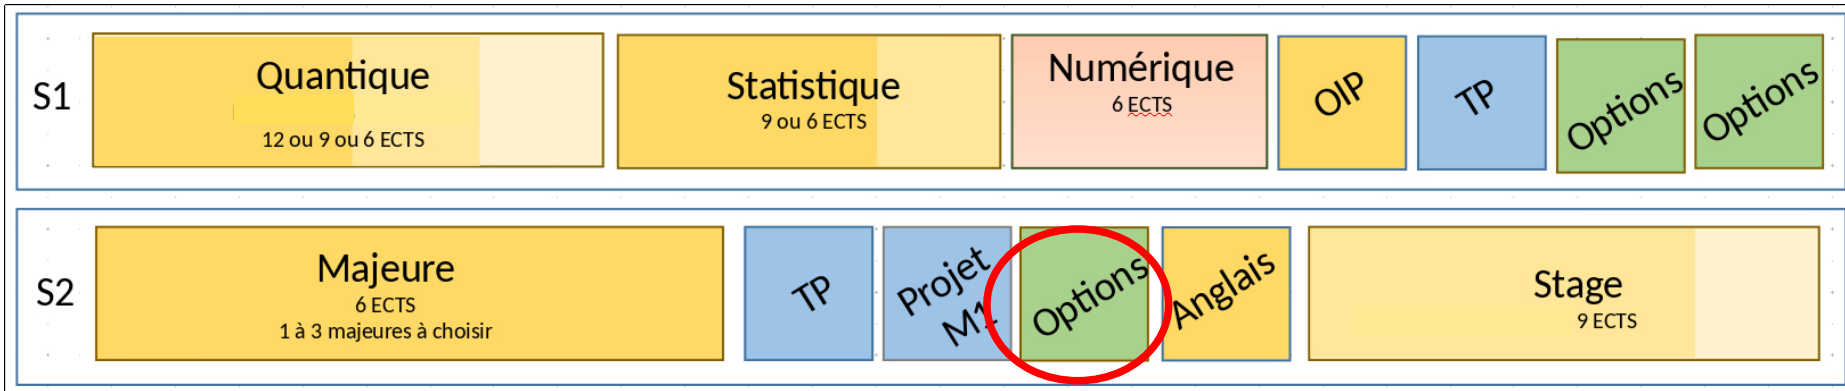 S1
Quantique
12 ou 9 ou 6 ECTS
Statistique
9 ou 6 ECTS
Numérique
6 ECTS
OIP
TP
Options
Options
S2
Majeure
6 ECTS
1 à 3 majeures à choisir
TP
Projet
M1
Options
Anglais
Stage
9 ECTS